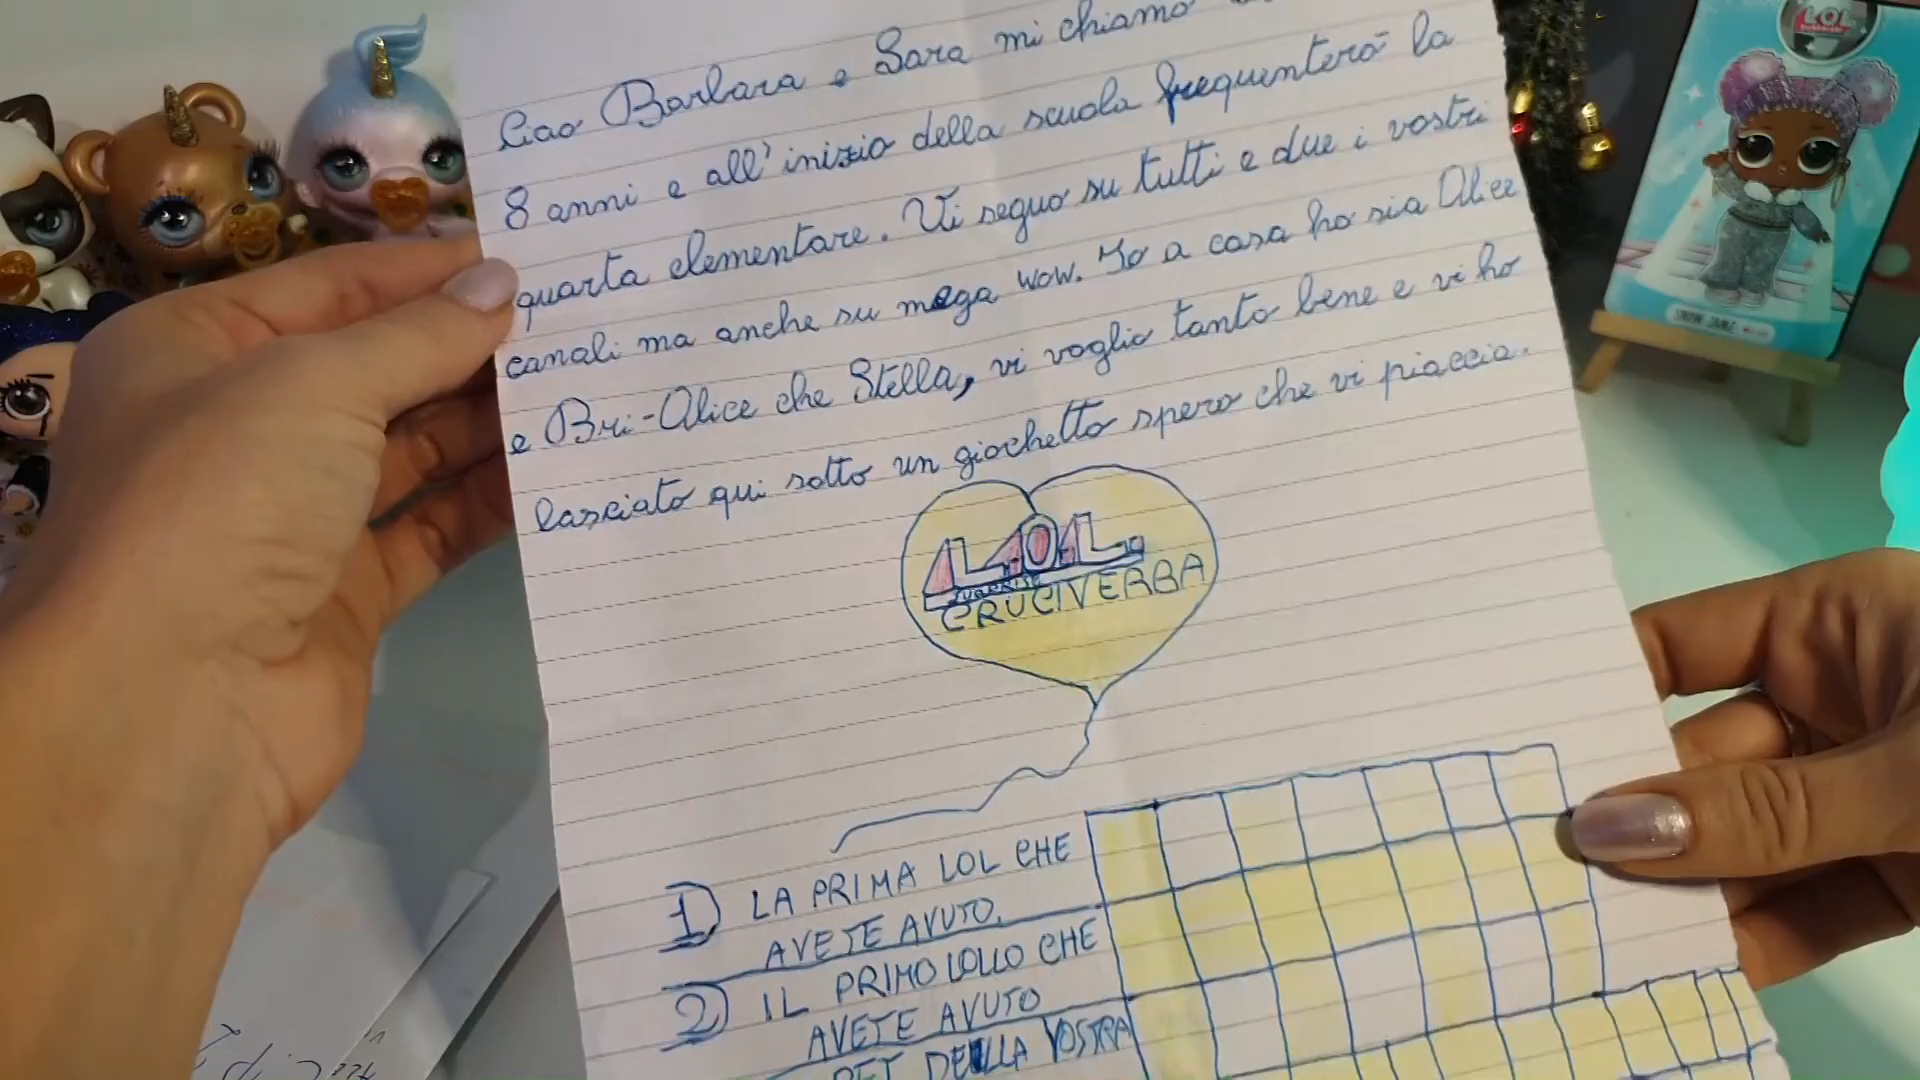 Ciao Barbara e Sara mi chiamo
8 anni e all'inizio della scuola frequenterò la
quarta elementare. Vi seguo su tutti e due i vostri
canali ma anche su mega wow. Io a casa ho sia Alice
e Bri-Alice che Stella, vi voglio tanto bene e vi ho
lasciato qui sotto un giochetto spero che vi piaccia.
L.O.L.
SURPRISE
CRUCIVERBA
1) LA PRIMA LOL CHE
AVETE AVUTO.
2) IL PRIMO LOLLO CHE
AVETE AVUTO
PET DELLA VOSTRA
L.O.L.